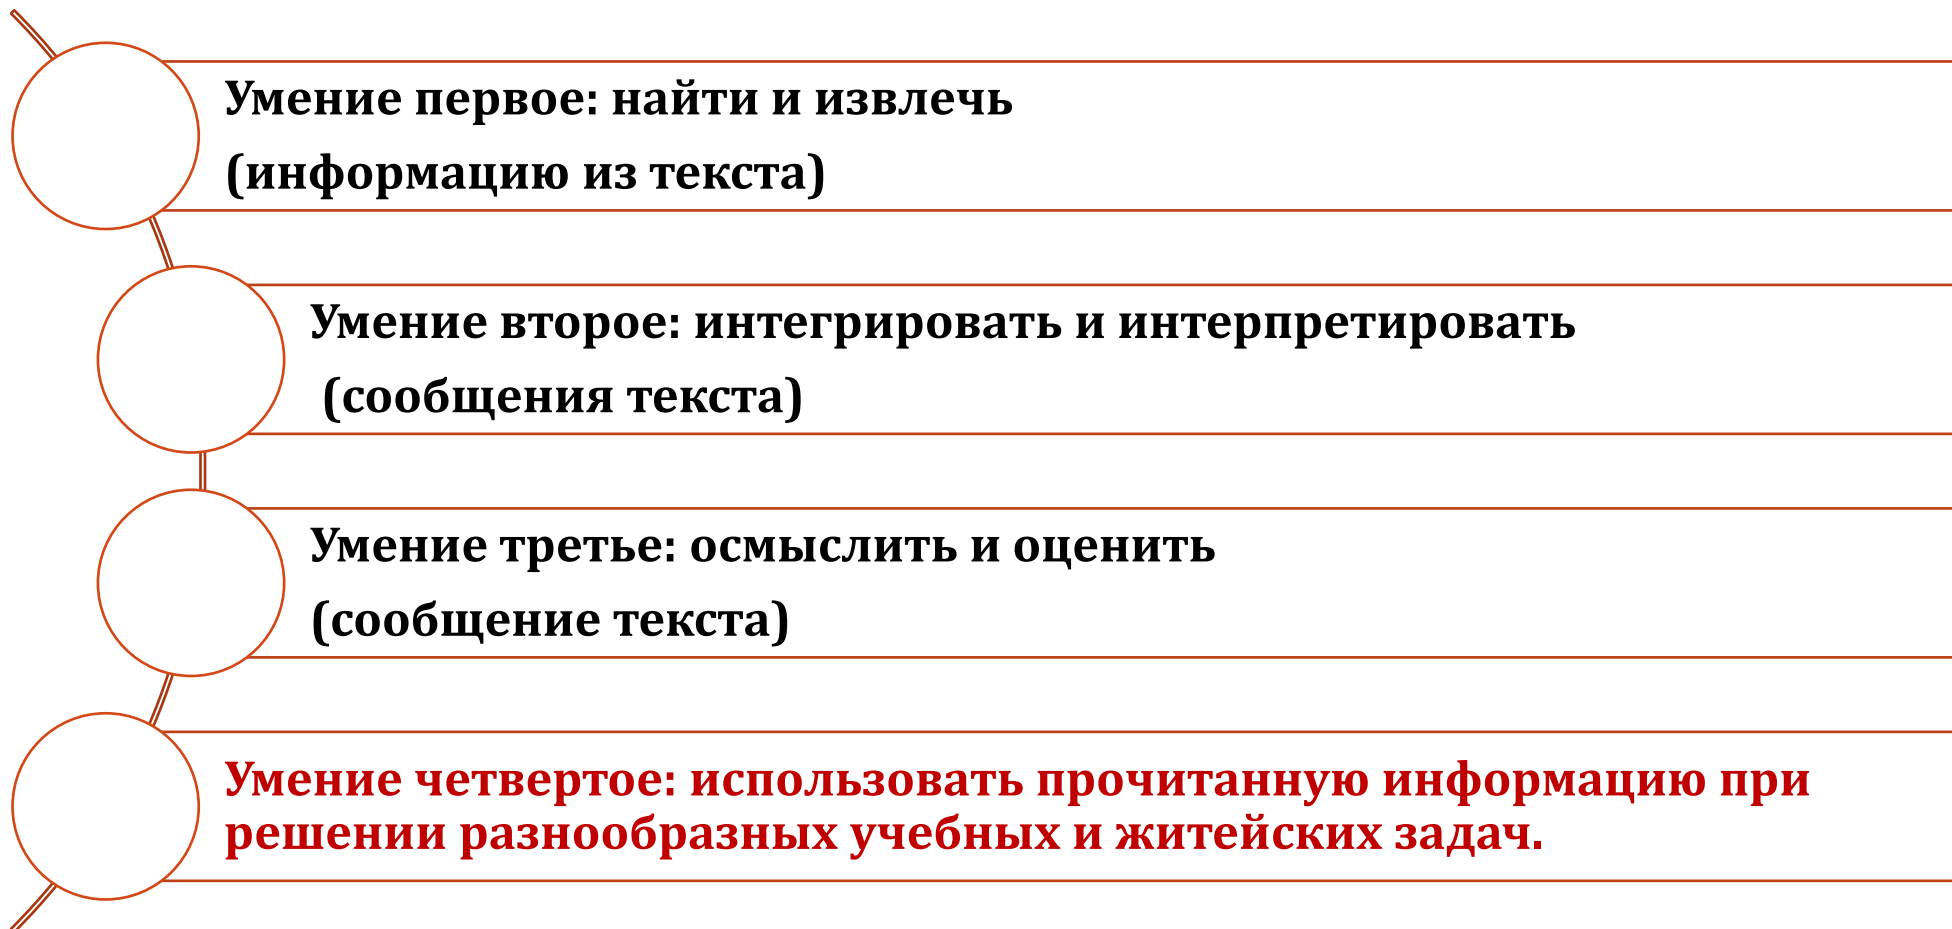 Умение первое: найти и извлечь
(информацию из текста)
Умение второе: интегрировать и интерпретировать
(сообщения текста)
Умение третье: осмыслить и оценить
(сообщение текста)
Умение четвертое: использовать прочитанную информацию при
решении разнообразных учебных и житейских задач.